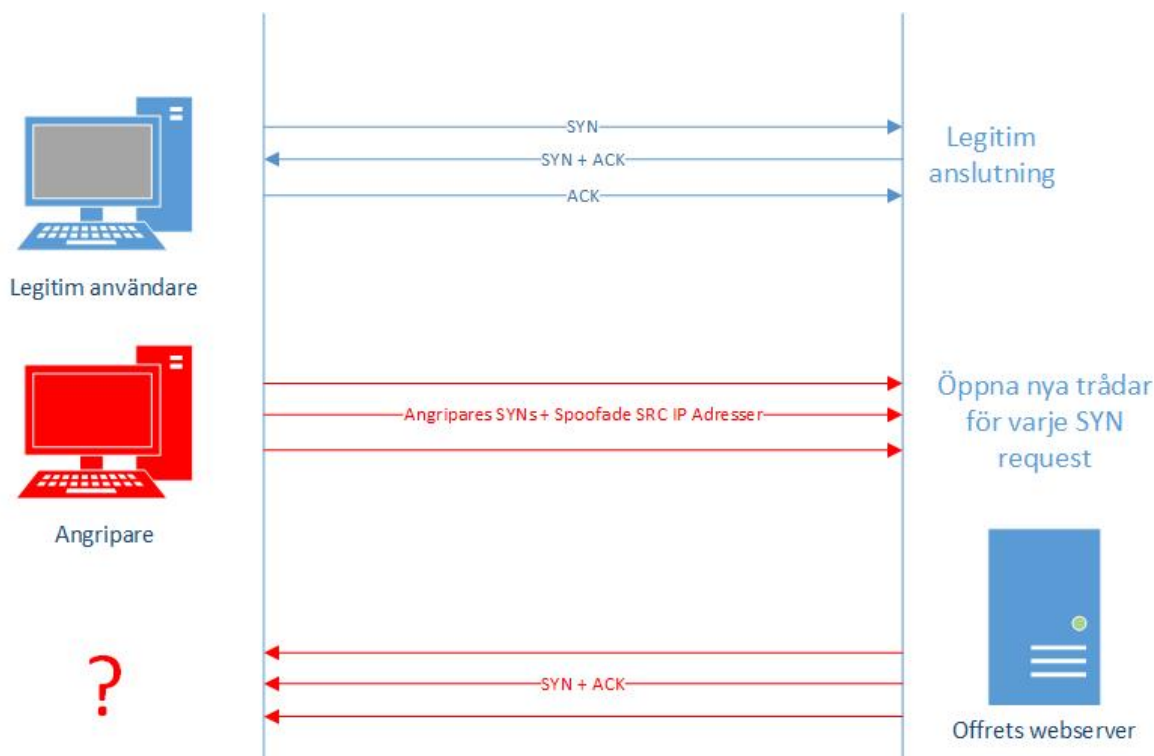 SYN
SYN + ACK
ACK
Legitim
anslutning
Legitim användare
Angripares SYNs + Spoofade SRC IP Adresser
Öppna nya trådar
för varje SYN
request
Angripare
?
SYN + ACK
Offrets webserver